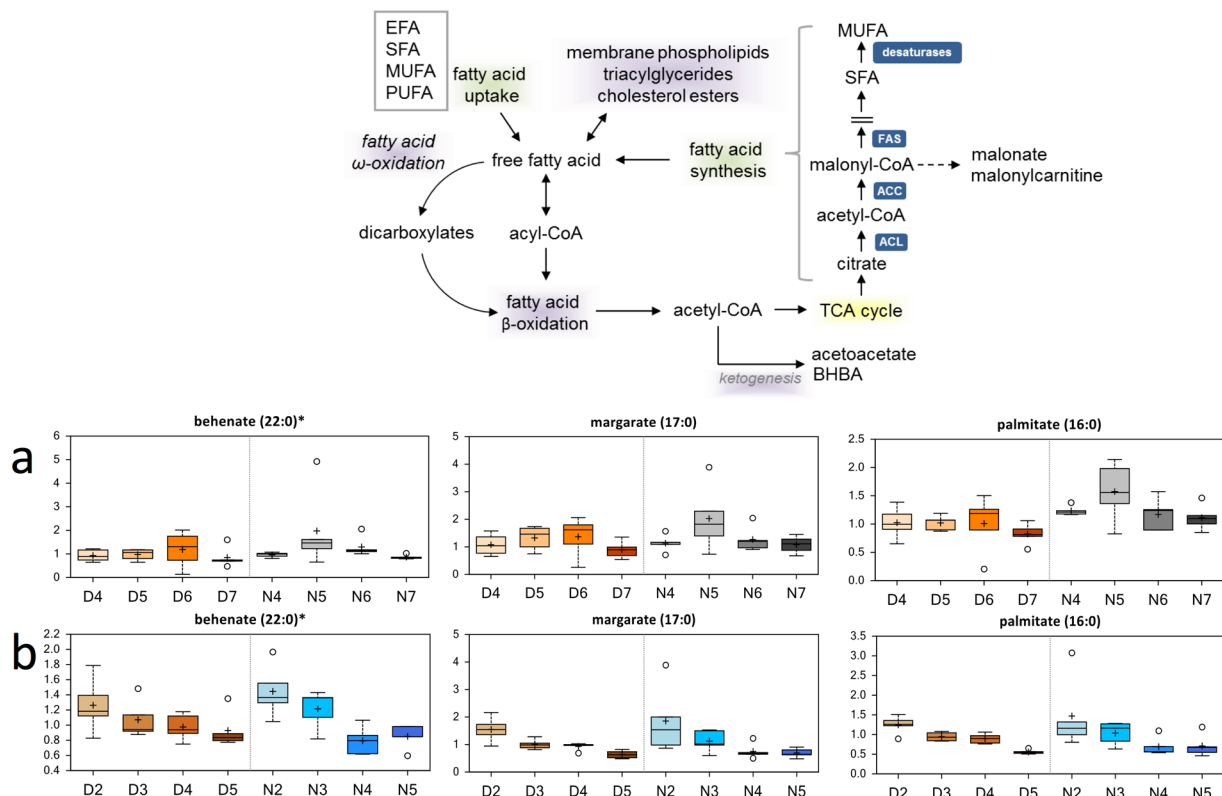 EFA
SFA
MUFA
PUFA
fatty acid
uptake
membrane phospholipids
triacylglycerides
cholesterol esters
MUFA
desaturases
SFA
fatty acid
ω-oxidation
free fatty acid
fatty acid
synthesis
FAS
malonyl-CoA
malonate
malonylcarnitine
ACC
acetyl-CoA
dicarboxylates
acyl-CoA
ACL
citrate
fatty acid
β-oxidation
acetyl-CoA
TCA cycle
ketogenesis
acetoacetate
BHBA
a
behenate (22:0)*
6
5
4
3
2
1
0
D4 D5 D6 D7 N4 N5 N6 N7
margarate (17:0)
5
4
3
2
1
0
D4 D5 D6 D7 N4 N5 N6 N7
palmitate (16:0)
2.5
2.0
1.5
1.0
0.5
0.0
D4 D5 D6 D7 N4 N5 N6 N7
b
behenate (22:0)*
2.2
2.0
1.8
1.6
1.4
1.2
1.0
0.8
0.6
0.4
D2 D3 D4 D5 N2 N3 N4 N5
margarate (17:0)
5
4
3
2
1
0
D2 D3 D4 D5 N2 N3 N4 N5
palmitate (16:0)
3.5
3.0
2.5
2.0
1.5
1.0
0.5
0.0
D2 D3 D4 D5 N2 N3 N4 N5